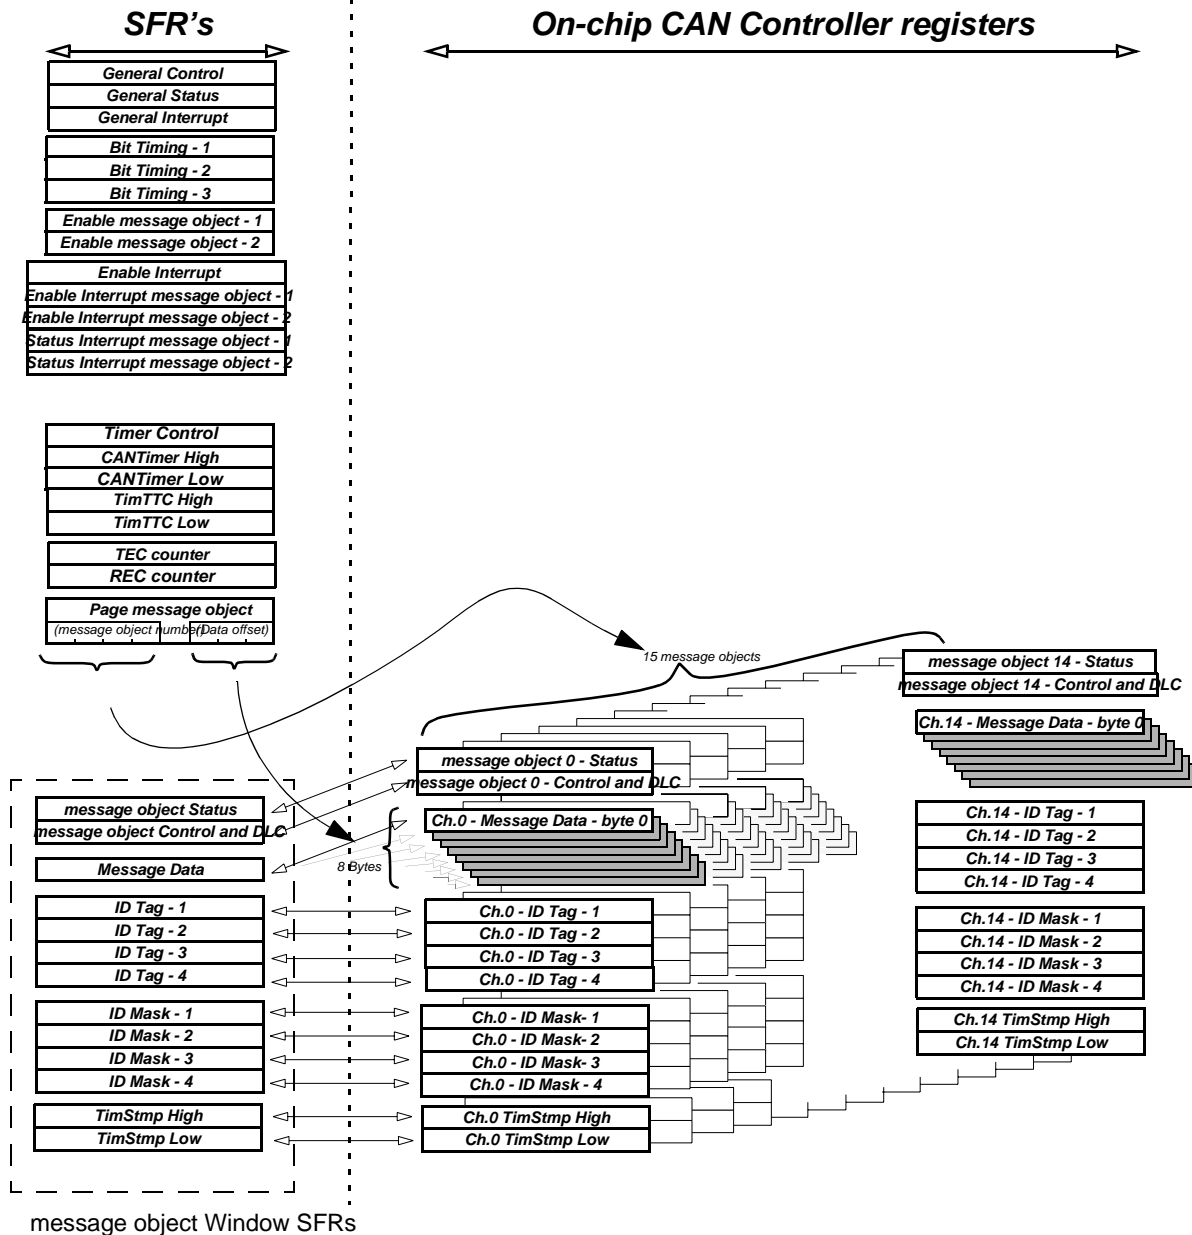 SFR's
General Control
General Status
General Interrupt
Bit Timing - 1
Bit Timing - 2
Bit Timing - 3
Enable message object - 1
Enable message object - 2
Enable Interrupt
Enable Interrupt message object - 1
Enable Interrupt message object - 2
Status Interrupt message object - 1
Status Interrupt message object - 2
Timer Control
CANTimer High
CANTimer Low
TimTTC High
TimTTC Low
TEC counter
REC counter
Page message object
(message object number)
(Data offset)
message object Status
message object Control and DLC
Message Data
ID Tag - 1
ID Tag - 2
ID Tag - 3
ID Tag - 4
ID Mask - 1
ID Mask - 2
ID Mask - 3
ID Mask - 4
TimStmp High
TimStmp Low
message object Window SFRs
On-chip CAN Controller registers
15 message objects
8 Bytes
message object 0 - Status
message object 0 - Control and DLC
Ch.0 - Message Data - byte 0
Ch.0 - ID Tag - 1
Ch.0 - ID Tag - 2
Ch.0 - ID Tag - 3
Ch.0 - ID Tag - 4
Ch.0 - ID Mask- 1
Ch.0 - ID Mask- 2
Ch.0 - ID Mask- 3
Ch.0 - ID Mask - 4
Ch.0 TimStmp High
Ch.0 TimStmp Low
message object 14 - Status
message object 14 - Control and DLC
Ch.14 - Message Data - byte 0
Ch.14 - ID Tag - 1
Ch.14 - ID Tag - 2
Ch.14 - ID Tag - 3
Ch.14 - ID Tag - 4
Ch.14 - ID Mask - 1
Ch.14 - ID Mask - 2
Ch.14 - ID Mask - 3
Ch.14 - ID Mask - 4
Ch.14 TimStmp High
Ch.14 TimStmp Low